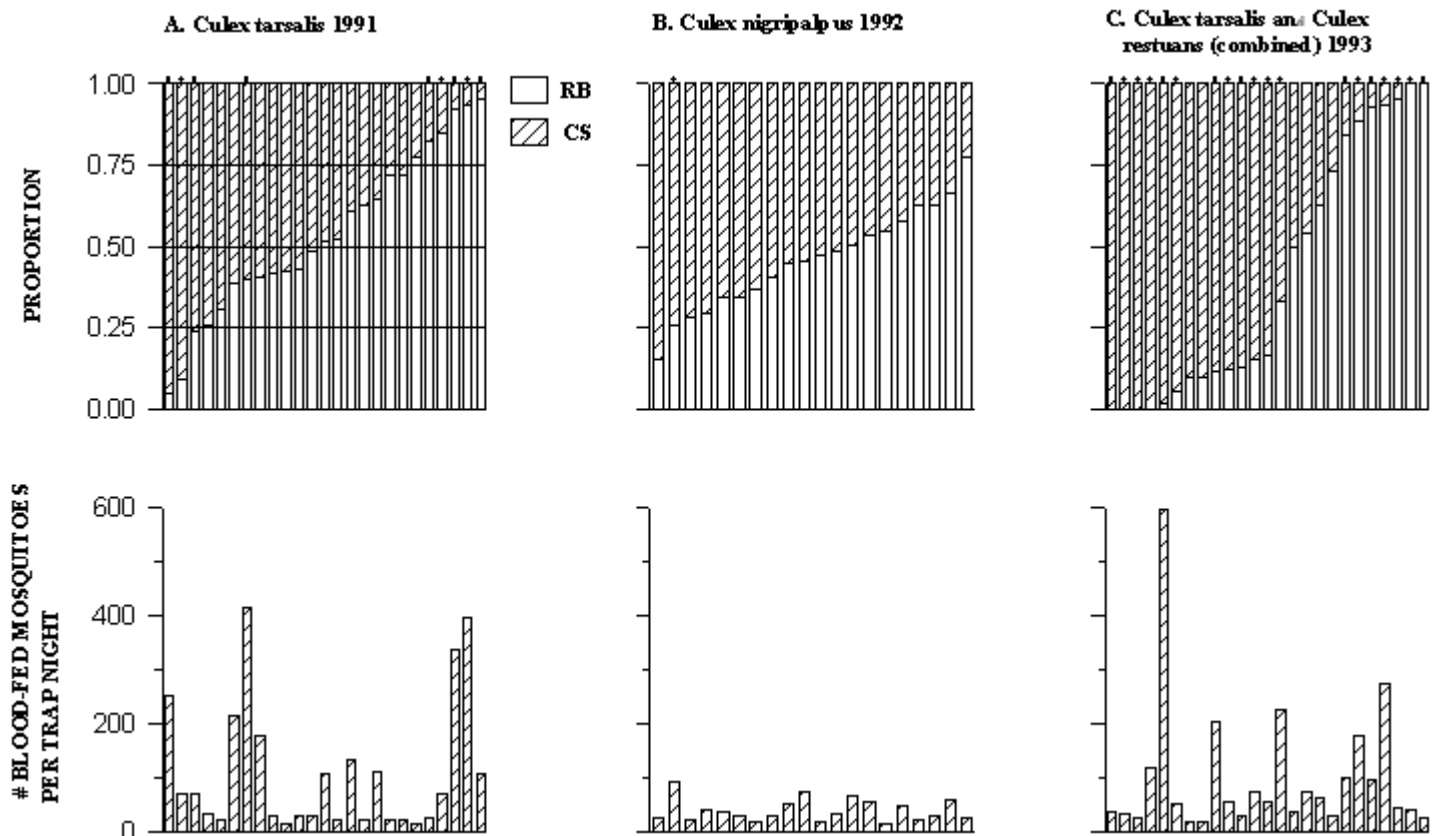 A. Culex tarsalis 1991
B. Culex nigripalpus 1992
C. Culex tarsalis and Culex
restuans (combined) 1993
RB
CS
PROPORTION
1.00
0.75
0.50
0.25
0.00
# BLOOD-FED MOSQUITOES
PER TRAP NIGHT
600
400
200
0